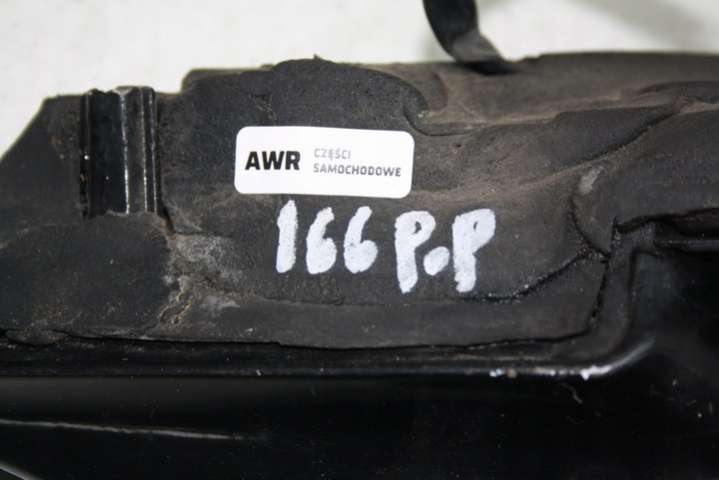 AWR CZĘŚCI
SAMOCHODOWE
166 P.P